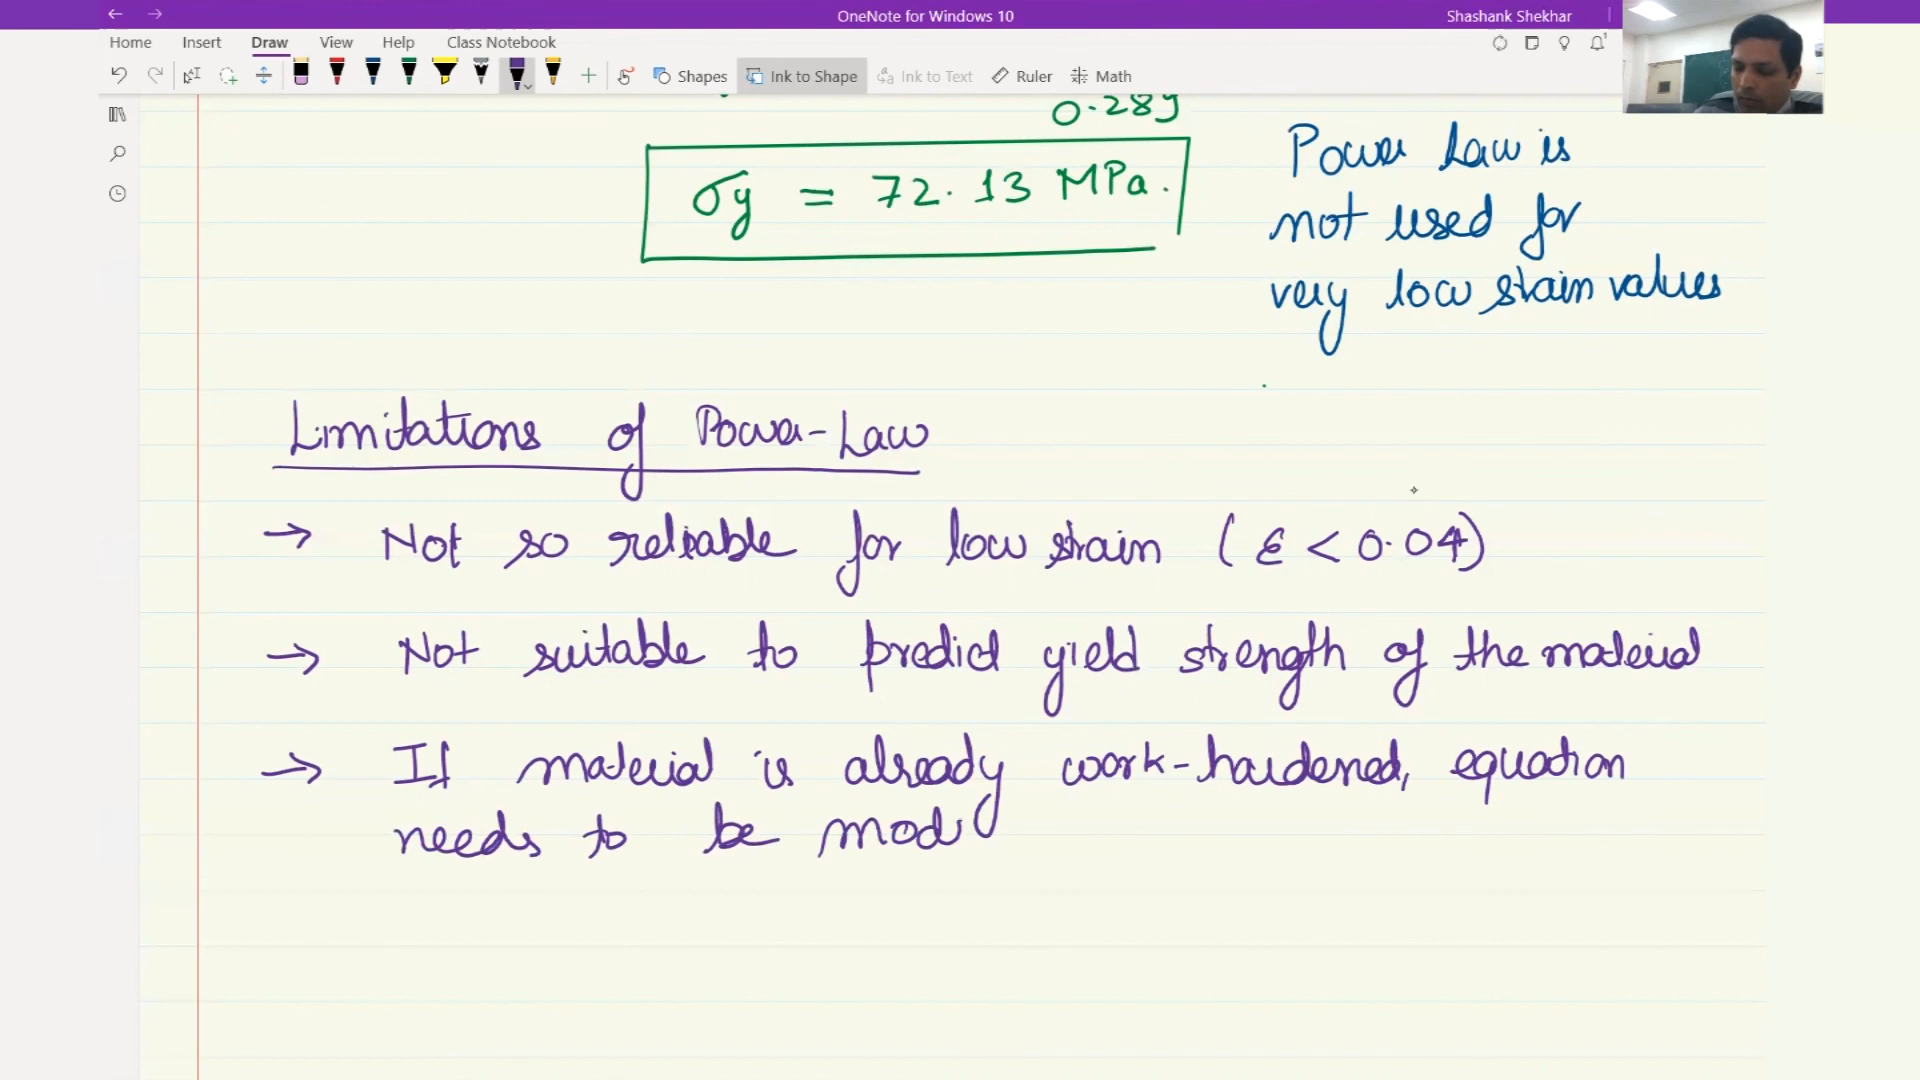 OneNote for Windows 10
Shashank Shekhar
Home Insert Draw View Help Class Notebook
Shapes Ink to Shape Ink to Text Ruler Math
0.289
σy = 72.13 MPa.
Power Law is
not used for
very low strain values
Limitations of Power-Law
→ Not so reliable for low strain (ε < 0.04)
→ Not suitable to predict yield strength of the material
→ If material is already work-hardened, equation
needs to be modi